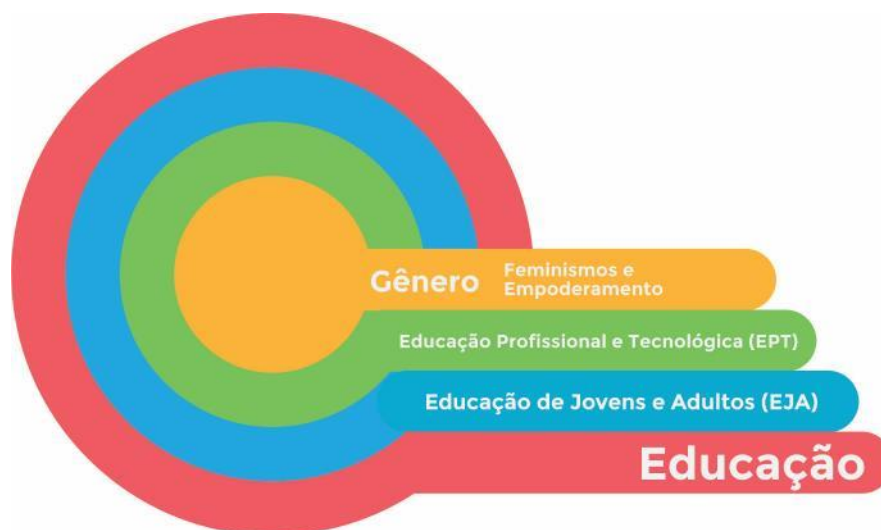 Gênero
Feminismos e
Empoderamento
Educação Profissional e Tecnológica (EPT)
Educação de Jovens e Adultos (EJA)
Educação